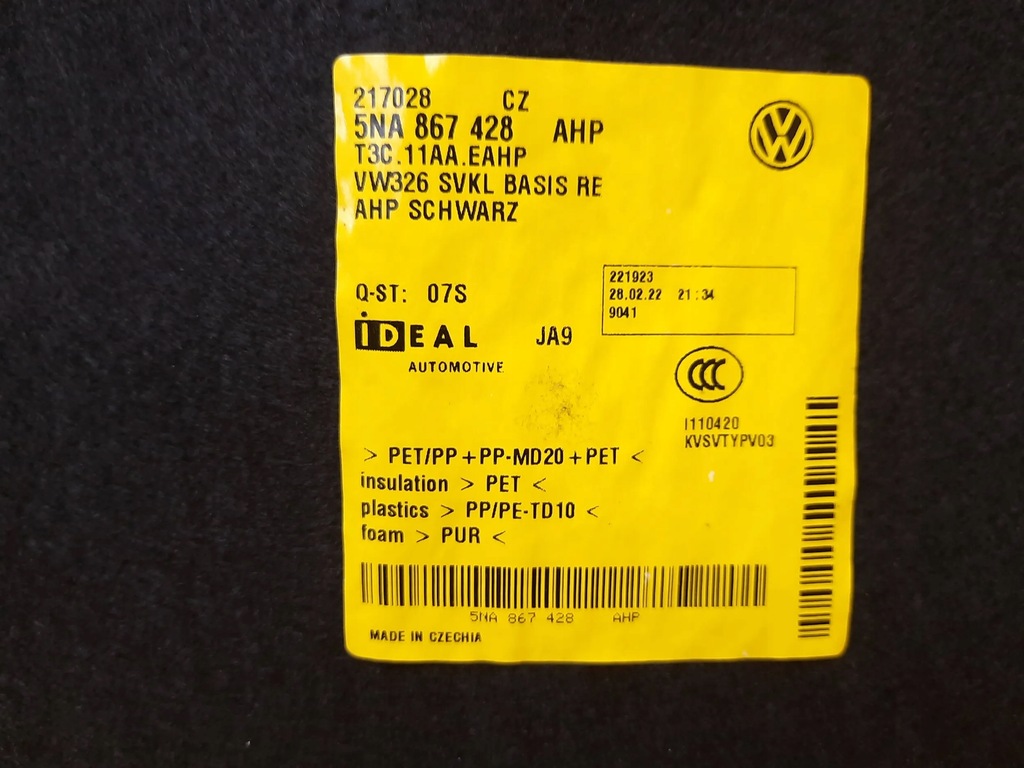 217028 CZ
5NA 867 428 AHP
T3C.11AA.EAHP
VW326 SVKL BASIS RE
AHP SCHWARZ
221923
28.02.22 21:34
9041
Q-ST: 07S
iDEAL JA9
AUTOMOTIVE
CCC
I110420
KVSVTYPV03
> PET/PP+PP-MD20+PET <
insulation > PET <
plastics > PP/PE-TD10 <
foam > PUR <
5NA 867 428 AHP
MADE IN CZECHIA